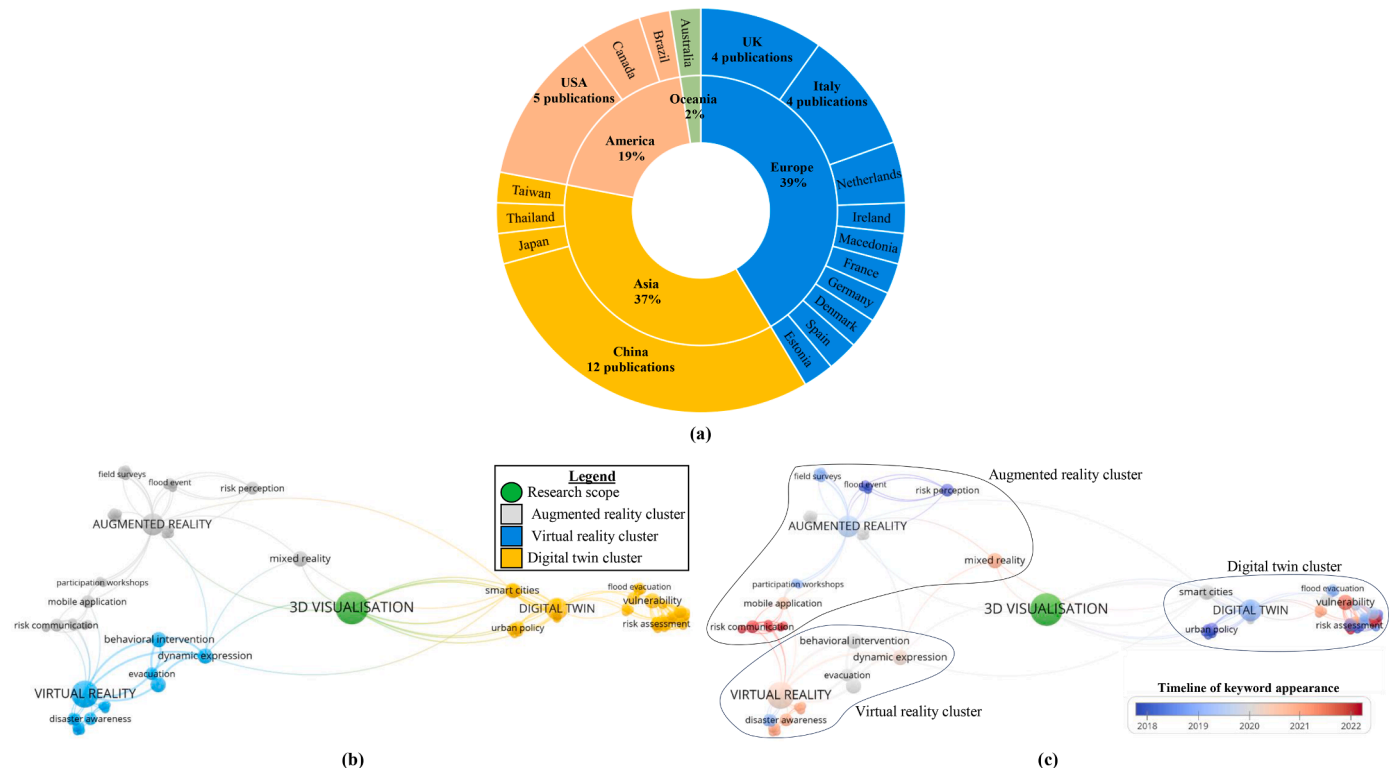 UK
4 publications
Italy
4 publications
Netherlands
Ireland
Macedonia
France
Germany
Denmark
Spain
Estonia
Europe
39%
Australia
Oceania
2%
Brazil
Canada
USA
5 publications
America
19%
Taiwan
Thailand
Japan
Asia
37%
China
12 publications
(a)
field surveys
flood event
risk perception
AUGMENTED REALITY
mixed reality
participation workshops
mobile application
risk communication
3D VISUALISATION
behavioral intervention
dynamic expression
evacuation
VIRTUAL REALITY
disaster awareness
smart cities
DIGITAL TWIN
urban policy
flood evacuation
vulnerability
risk assessment
Legend
Research scope
Augmented reality cluster
Virtual reality cluster
Digital twin cluster
(b)
field surveys
flood event
risk perception
Augmented reality cluster
AUGMENTED REALITY
mixed reality
participation workshops
mobile application
risk communication
3D VISUALISATION
behavioral intervention
dynamic expression
evacuation
VIRTUAL REALITY
disaster awareness
Virtual reality cluster
Digital twin cluster
smart cities
DIGITAL TWIN
urban policy
flood evacuation
vulnerability
risk assessment
Timeline of keyword appearance
2018 2019 2020 2021 2022
(c)